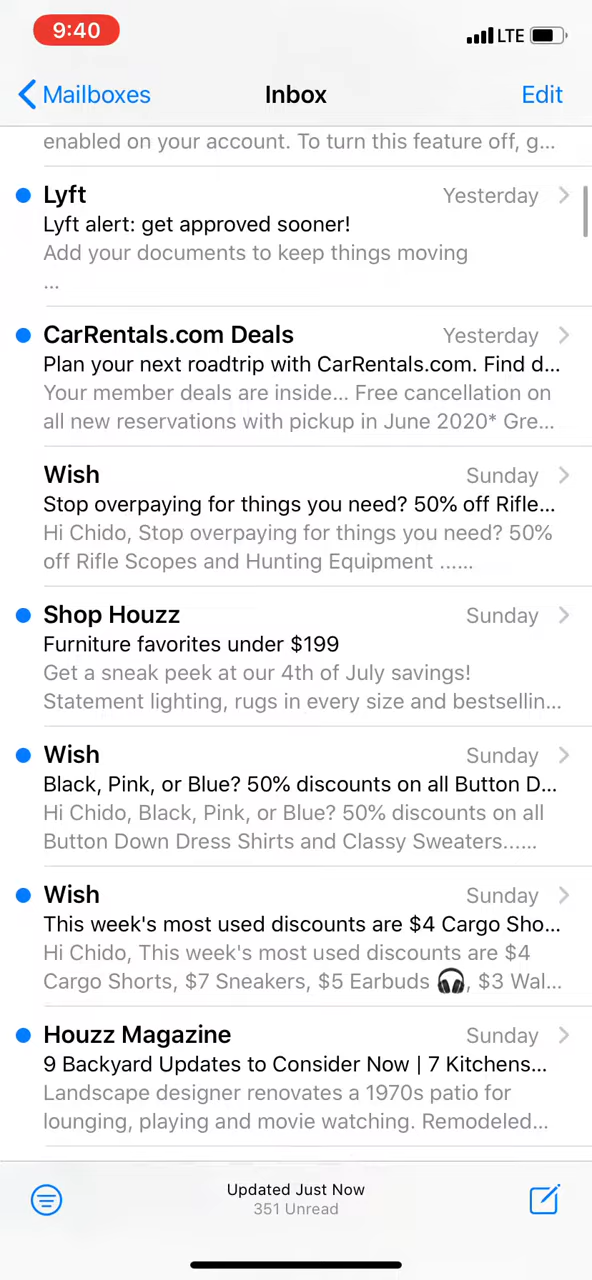 9:40
LTE
Mailboxes
Inbox
Edit
enabled on your account. To turn this feature off, g...
Lyft
Yesterday
Lyft alert: get approved sooner!
Add your documents to keep things moving
...
CarRentals.com Deals
Yesterday
Plan your next roadtrip with CarRentals.com. Find d...
Your member deals are inside... Free cancellation on
all new reservations with pickup in June 2020* Gre...
Wish
Sunday
Stop overpaying for things you need? 50% off Rifle...
Hi Chido, Stop overpaying for things you need? 50%
off Rifle Scopes and Hunting Equipment ......
Shop Houzz
Sunday
Furniture favorites under $199
Get a sneak peek at our 4th of July savings!
Statement lighting, rugs in every size and bestsellin...
Wish
Sunday
Black, Pink, or Blue? 50% discounts on all Button D...
Hi Chido, Black, Pink, or Blue? 50% discounts on all
Button Down Dress Shirts and Classy Sweaters......
Wish
Sunday
This week's most used discounts are $4 Cargo Sho...
Hi Chido, This week's most used discounts are $4
Cargo Shorts, $7 Sneakers, $5 Earbuds 🎧, $3 Wal...
Houzz Magazine
Sunday
9 Backyard Updates to Consider Now | 7 Kitchens...
Landscape designer renovates a 1970s patio for
lounging, playing and movie watching. Remodeled...
Updated Just Now
351 Unread